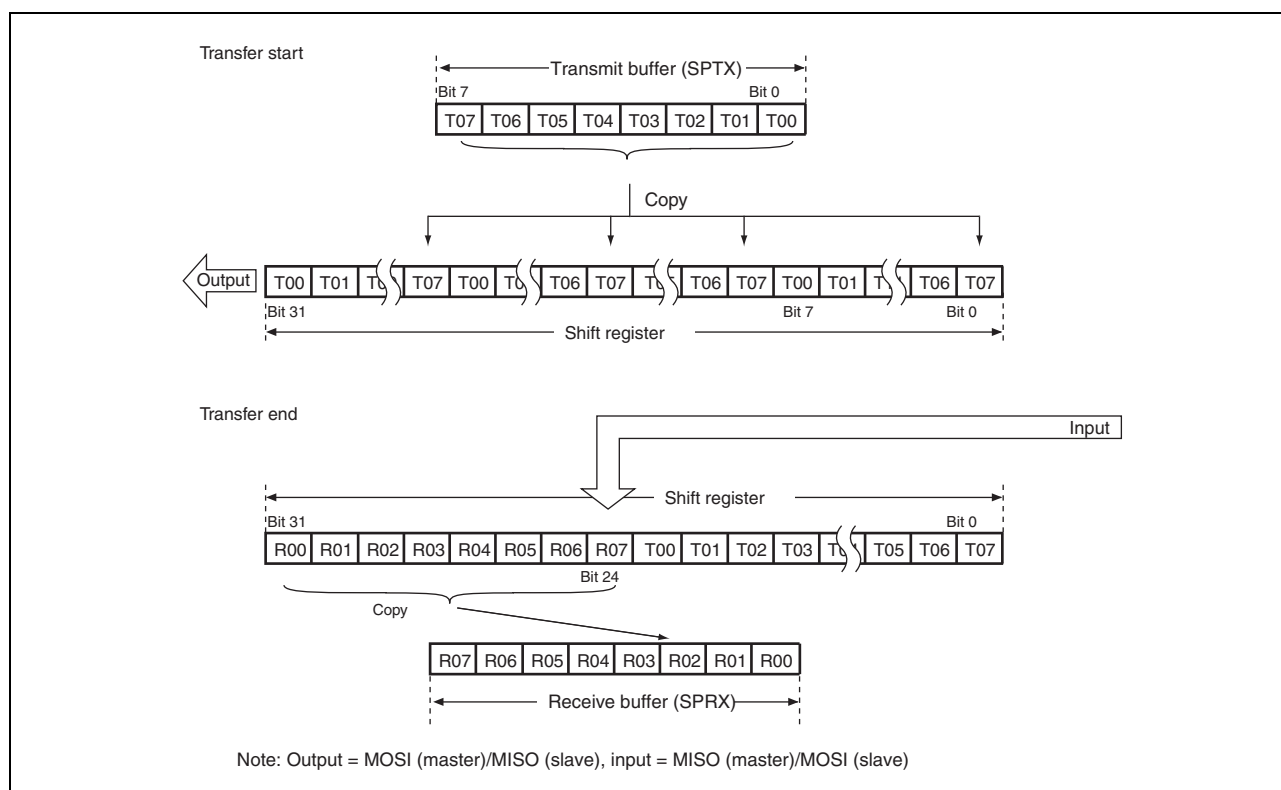 Transfer start
Transmit buffer (SPTX)
Bit 7 Bit 0
T07 T06 T05 T04 T03 T02 T01 T00
Copy
Output T00 T01 T07 T00 T06 T07 T06 T07 T00 T01 T06 T07
Bit 31 Bit 7 Bit 0
Shift register
Transfer end
Input
Shift register
Bit 31 Bit 0
R00 R01 R02 R03 R04 R05 R06 R07 T00 T01 T02 T03 T05 T06 T07
Bit 24
Copy
R07 R06 R05 R04 R03 R02 R01 R00
Receive buffer (SPRX)
Note: Output = MOSI (master)/MISO (slave), input = MISO (master)/MOSI (slave)